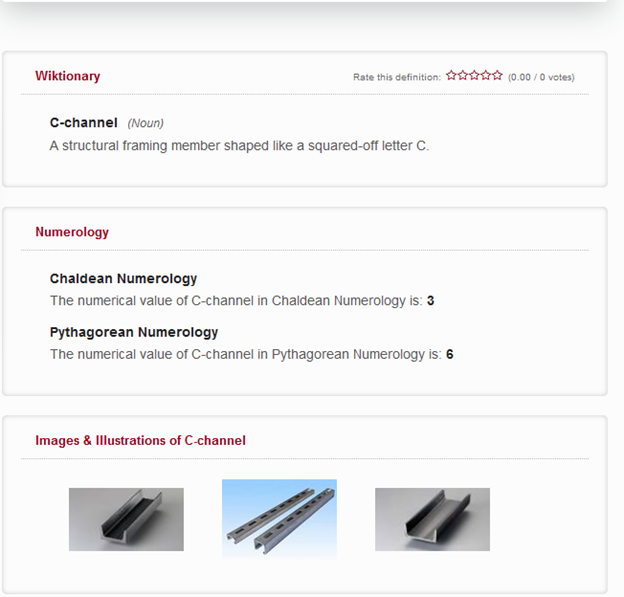 Wiktionary
Rate this definition: (0.00 / 0 votes)
C-channel (Noun)
A structural framing member shaped like a squared-off letter C.
Numerology
Chaldean Numerology
The numerical value of C-channel in Chaldean Numerology is: 3
Pythagorean Numerology
The numerical value of C-channel in Pythagorean Numerology is: 6
Images & Illustrations of C-channel